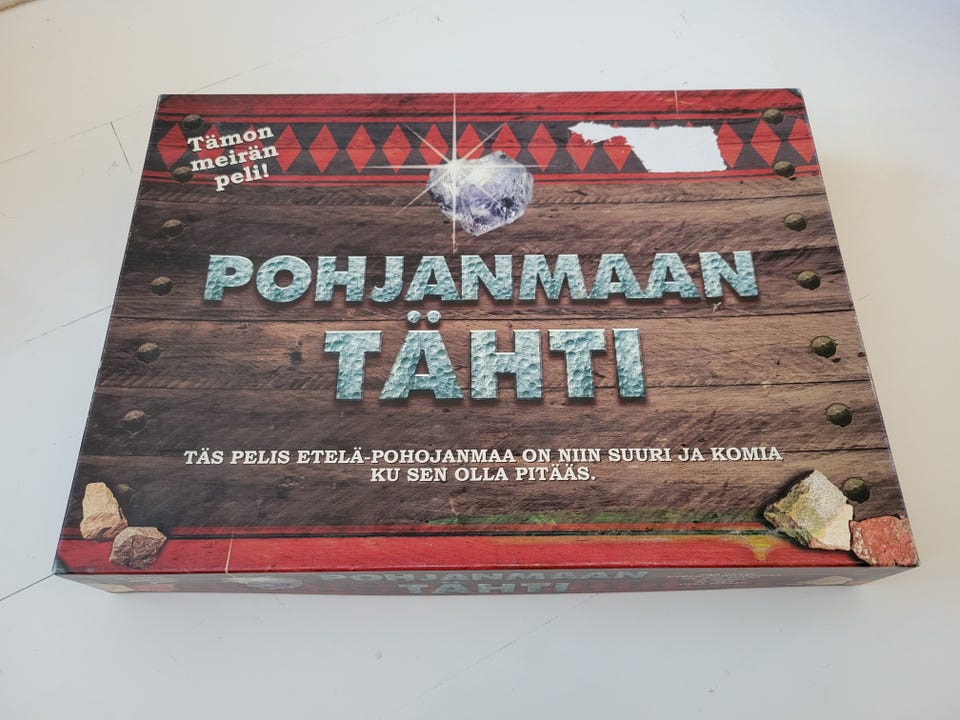 Tämon
meirän
peli!
POHJANMAAN
TÄHTI
TÄS PELIS ETELÄ-POHOJANMAA ON NIIN SUURI JA KOMIA
KU SEN OLLA PITÄÄS.
POHJANMAAN
TÄHTI